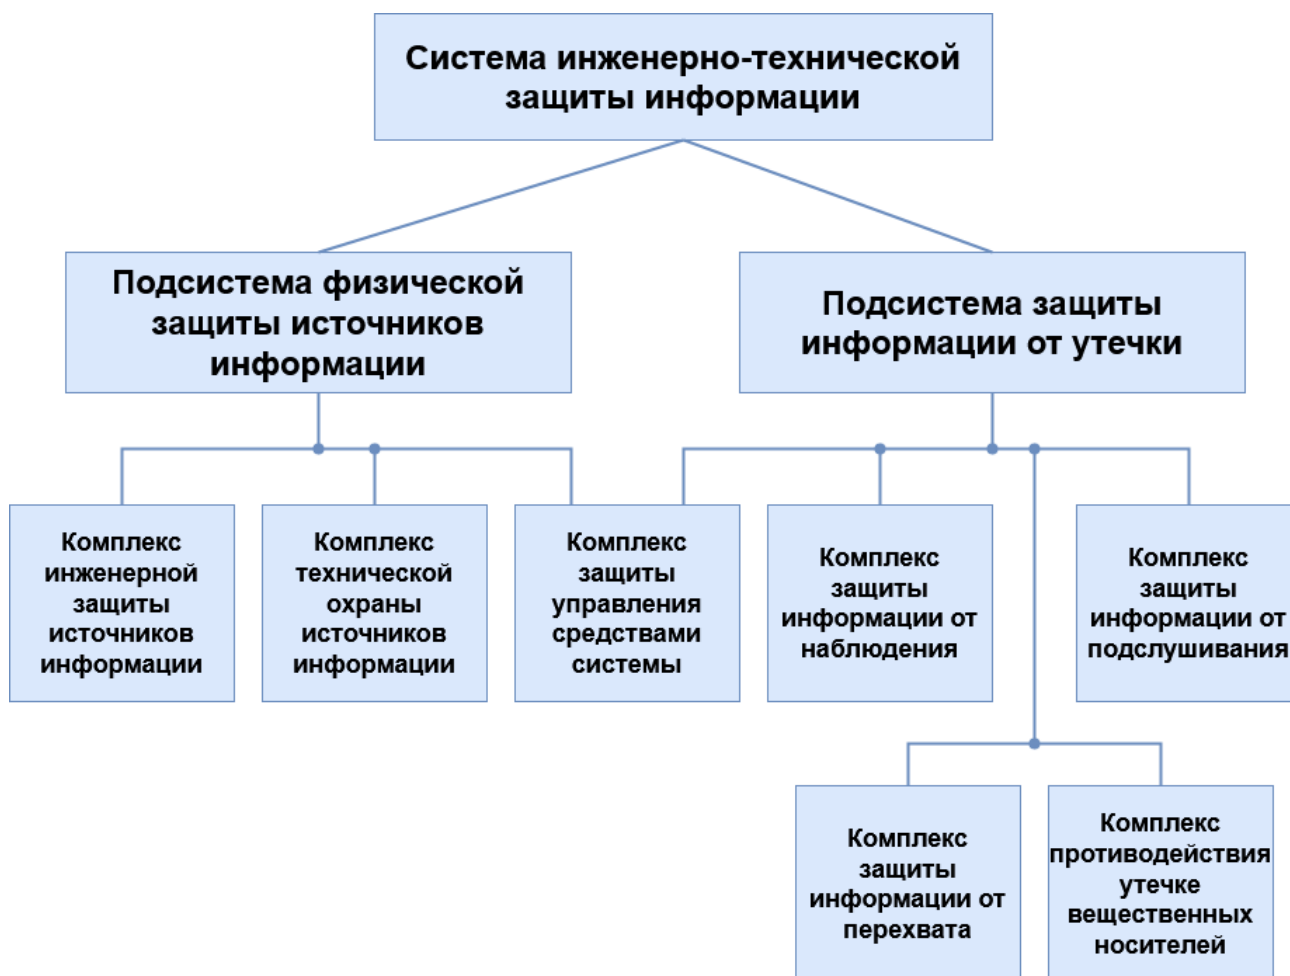 Система инженерно-технической
защиты информации
Подсистема физической
защиты источников
информации
Подсистема защиты
информации от утечки
Комплекс
инженерной
защиты
источников
информации
Комплекс
технической
охраны
источников
информации
Комплекс
защиты
управления
средствами
системы
Комплекс
защиты
информации от
наблюдения
Комплекс
защиты
информации от
подслушивания
Комплекс
защиты
информации от
перехвата
Комплекс
противодействия
утечке
вещественных
носителей